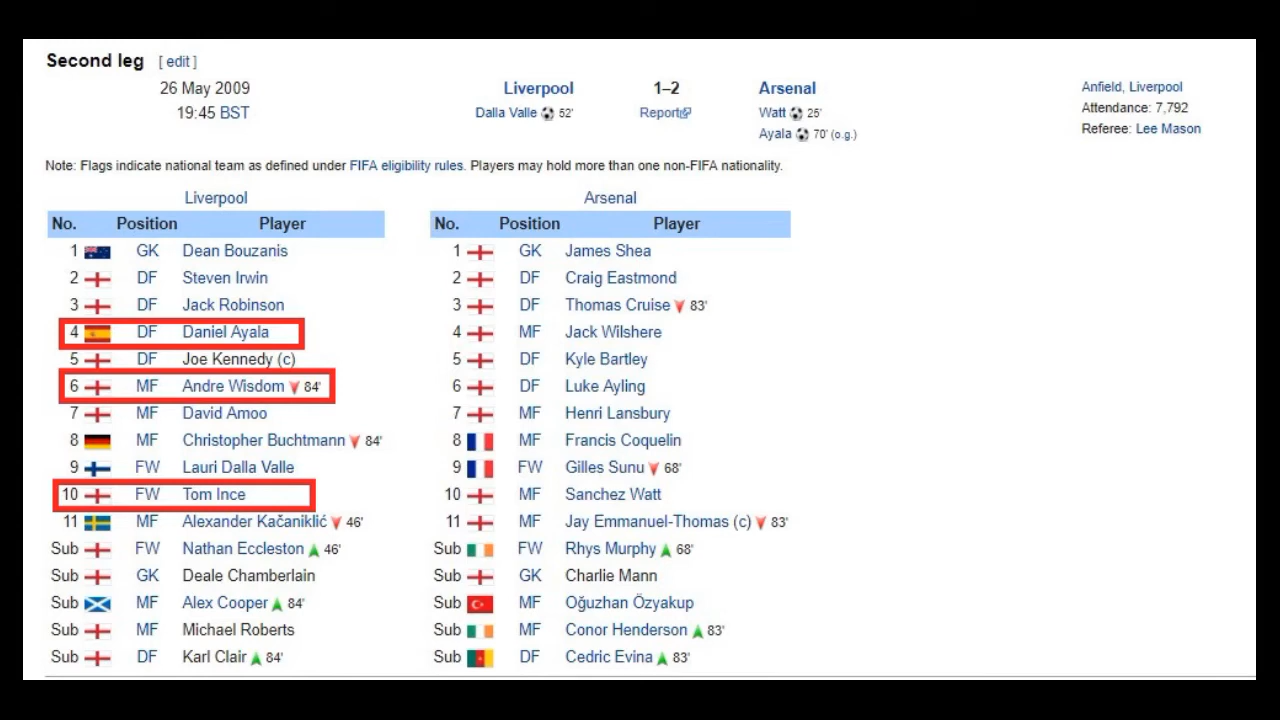 Second leg [ edit ]
26 May 2009 Liverpool 1–2 Arsenal Anfield, Liverpool
19:45 BST Dalla Valle 52' Report Watt 25' Attendance: 7,792
Ayala 70' (o.g.) Referee: Lee Mason
Note: Flags indicate national team as defined under FIFA eligibility rules. Players may hold more than one non-FIFA nationality.
Liverpool
No. Position Player
1 GK Dean Bouzanis
2 DF Steven Irwin
3 DF Jack Robinson
4 DF Daniel Ayala
5 DF Joe Kennedy (c)
6 MF Andre Wisdom 84'
7 MF David Amoo
8 MF Christopher Buchtmann 84'
9 FW Lauri Dalla Valle
10 FW Tom Ince
11 MF Alexander Kačaniklić 46'
Sub FW Nathan Eccleston 46'
Sub GK Deale Chamberlain
Sub MF Alex Cooper 84'
Sub MF Michael Roberts
Sub DF Karl Clair 84'
Arsenal
No. Position Player
1 GK James Shea
2 DF Craig Eastmond
3 DF Thomas Cruise 83'
4 MF Jack Wilshere
5 DF Kyle Bartley
6 DF Luke Ayling
7 MF Henri Lansbury
8 MF Francis Coquelin
9 FW Gilles Sunu 68'
10 MF Sanchez Watt
11 MF Jay Emmanuel-Thomas (c) 83'
Sub FW Rhys Murphy 68'
Sub GK Charlie Mann
Sub MF Oğuzhan Özyakup
Sub MF Conor Henderson 83'
Sub DF Cedric Evina 83'